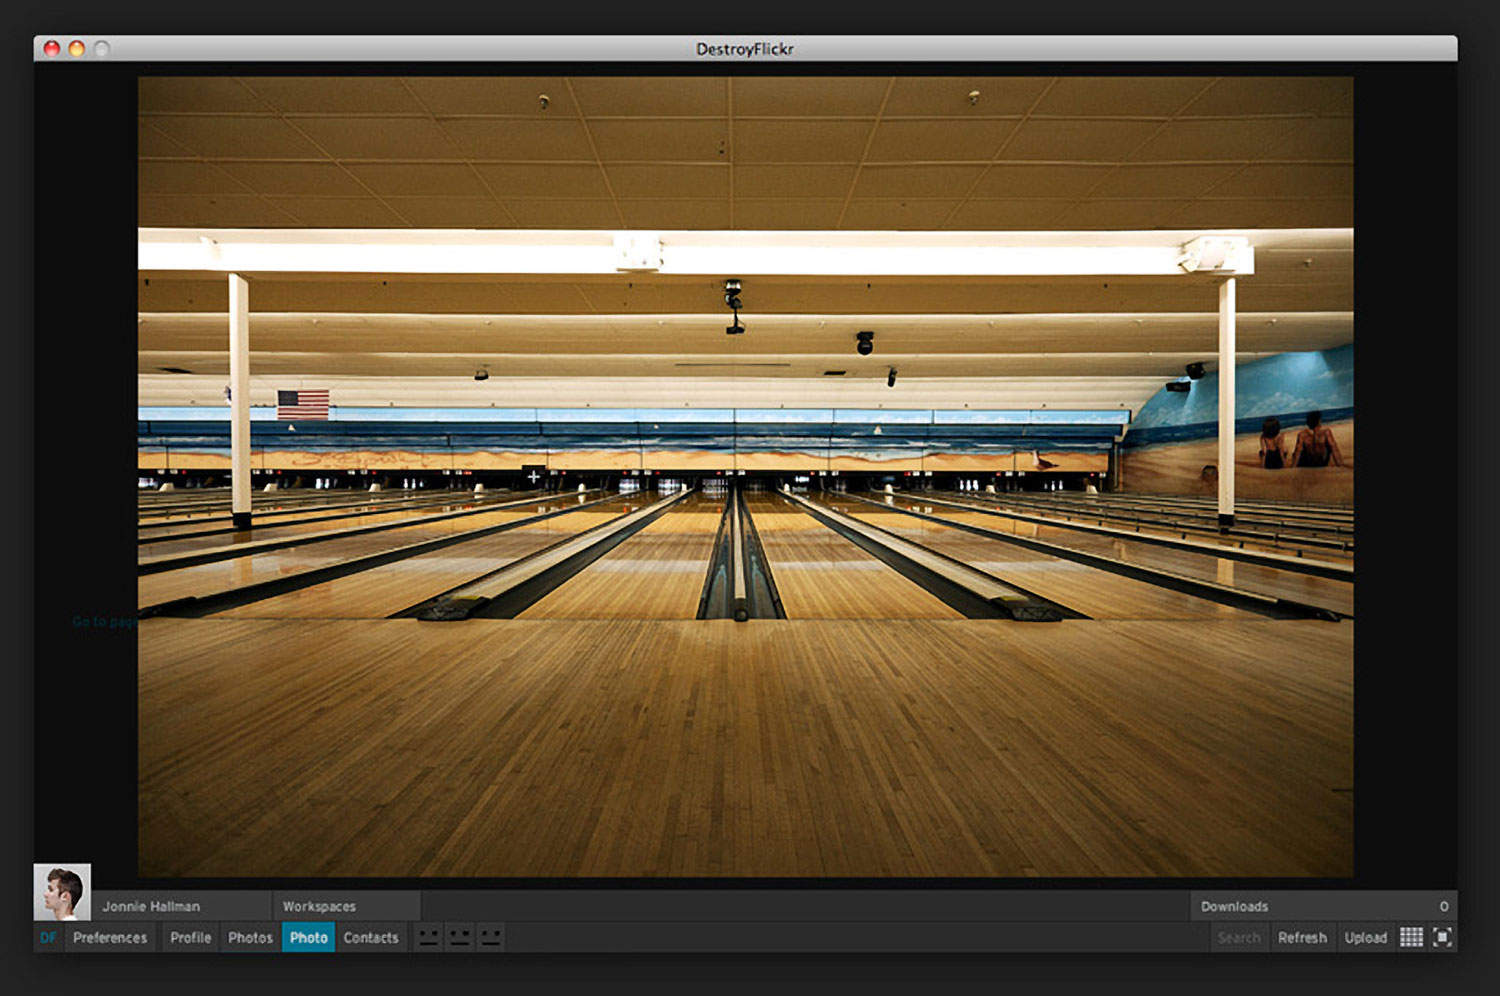 DestroyFlickr
Go to page
Jonnie Hallman
Workspaces
Downloads 0
DF Preferences Profile Photos Photo Contacts
Search Refresh Upload